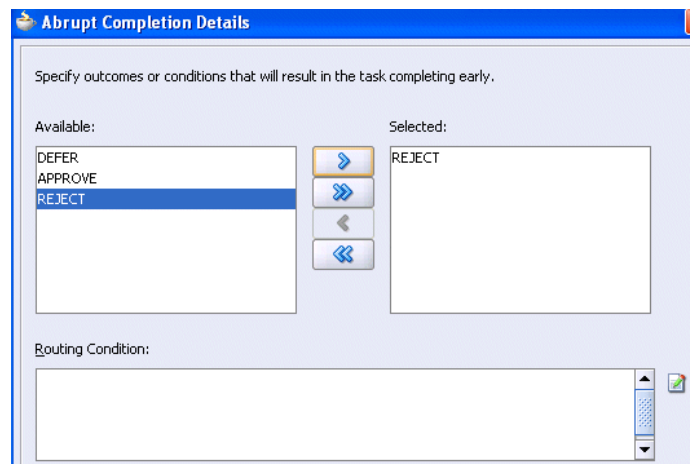 Abrupt Completion Details
Specify outcomes or conditions that will result in the task completing early.
Available:
Selected:
DEFER
APPROVE
REJECT
REJECT
Routing Condition: